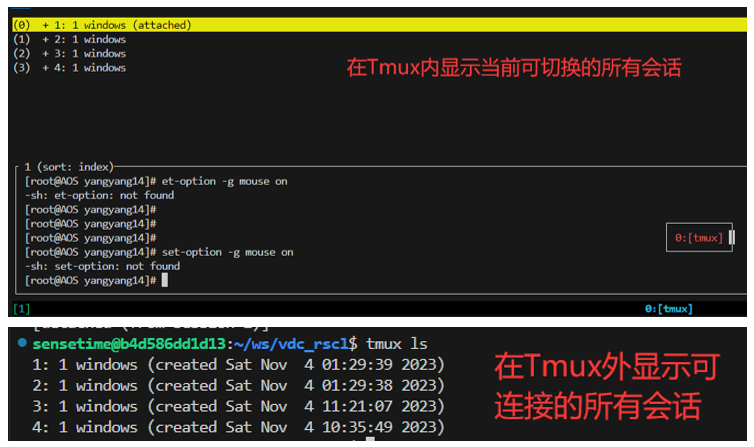 (0)  + 1: 1 windows (attached)
(1)  + 2: 1 windows
(2)  + 3: 1 windows
(3)  + 4: 1 windows
在Tmux内显示当前可切换的所有会话
1 (sort: index)
[root@AOS yangyang14]# et-option -g mouse on
-sh: et-option: not found
[root@AOS yangyang14]#
[root@AOS yangyang14]#
[root@AOS yangyang14]#
[root@AOS yangyang14]# set-option -g mouse on
-sh: set-option: not found
[root@AOS yangyang14]#
0:[tmux]
[1]
0:[tmux]
sensetime@b4d586dd1d13:~/ws/vdc_rscl$ tmux ls
1: 1 windows (created Sat Nov  4 01:29:39 2023)
2: 1 windows (created Sat Nov  4 01:29:38 2023)
3: 1 windows (created Sat Nov  4 11:21:07 2023)
4: 1 windows (created Sat Nov  4 10:35:49 2023)
在Tmux外显示可
连接的所有会话